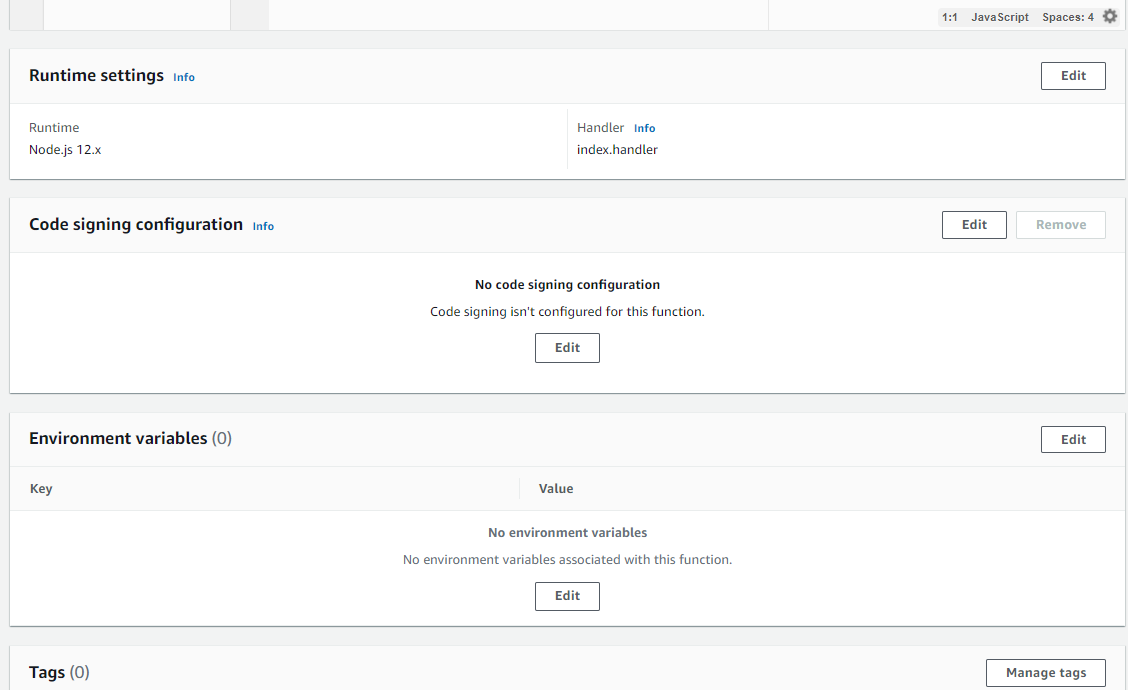 1:1 JavaScript Spaces: 4
Runtime settings Info
Edit
Runtime
Node.js 12.x
Handler Info
index.handler
Code signing configuration Info
Edit Remove
No code signing configuration
Code signing isn't configured for this function.
Edit
Environment variables (0)
Edit
Key Value
No environment variables
No environment variables associated with this function.
Edit
Tags (0)
Manage tags